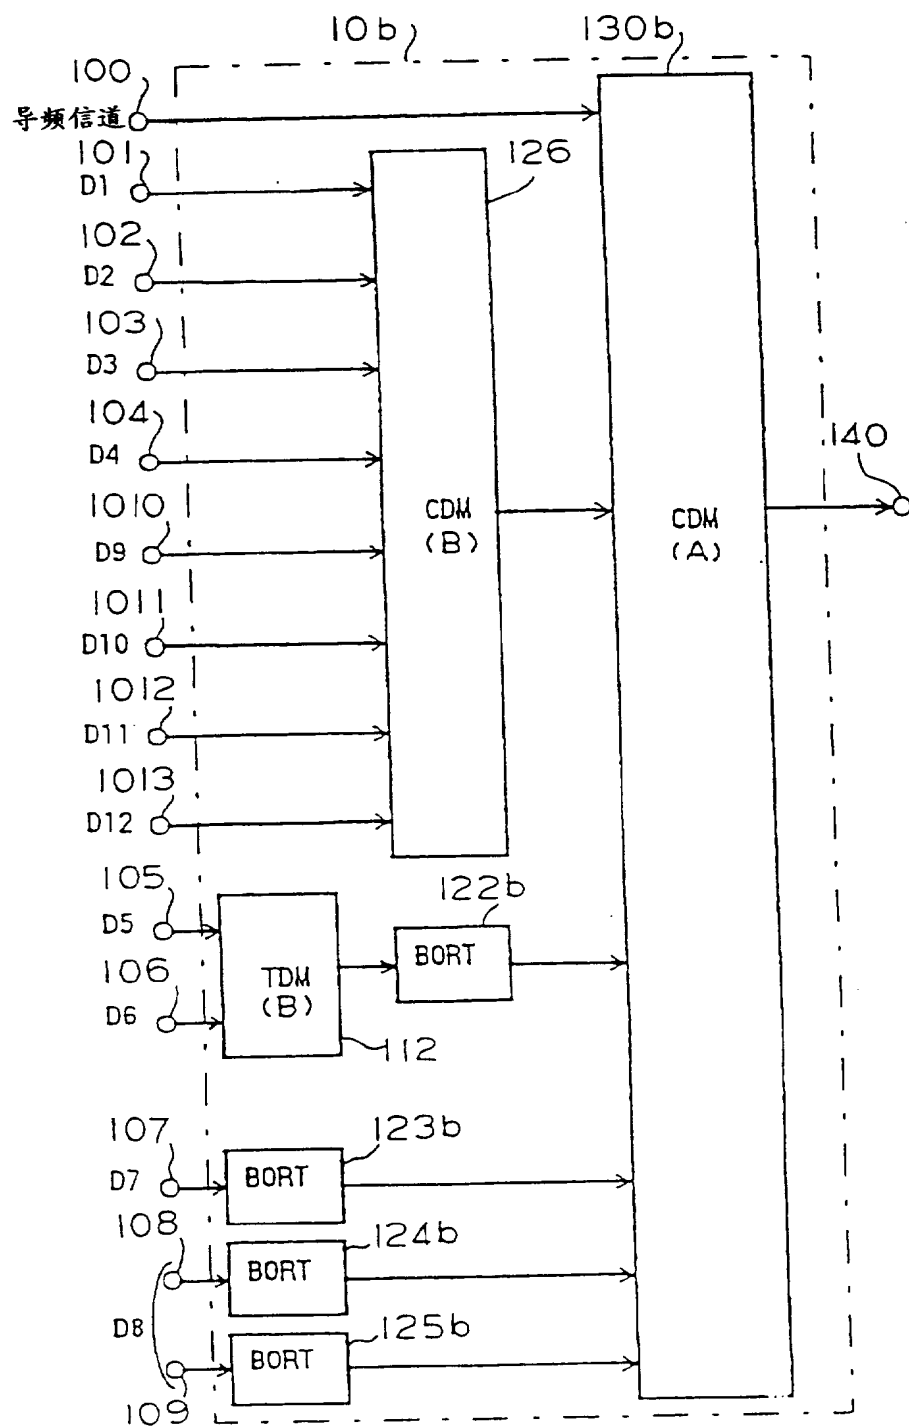 10b
130b
100
导频信道
101
D1
126
102
D2
103
D3
104
D4
140
1010
D9
CDM
(B)
CDM
(A)
1011
D10
1012
D11
1013
D12
105
D5
122b
BORT
106
D6
TDM
(B)
112
107
D7
123b
BORT
108
124b
BORT
D8
125b
BORT
109